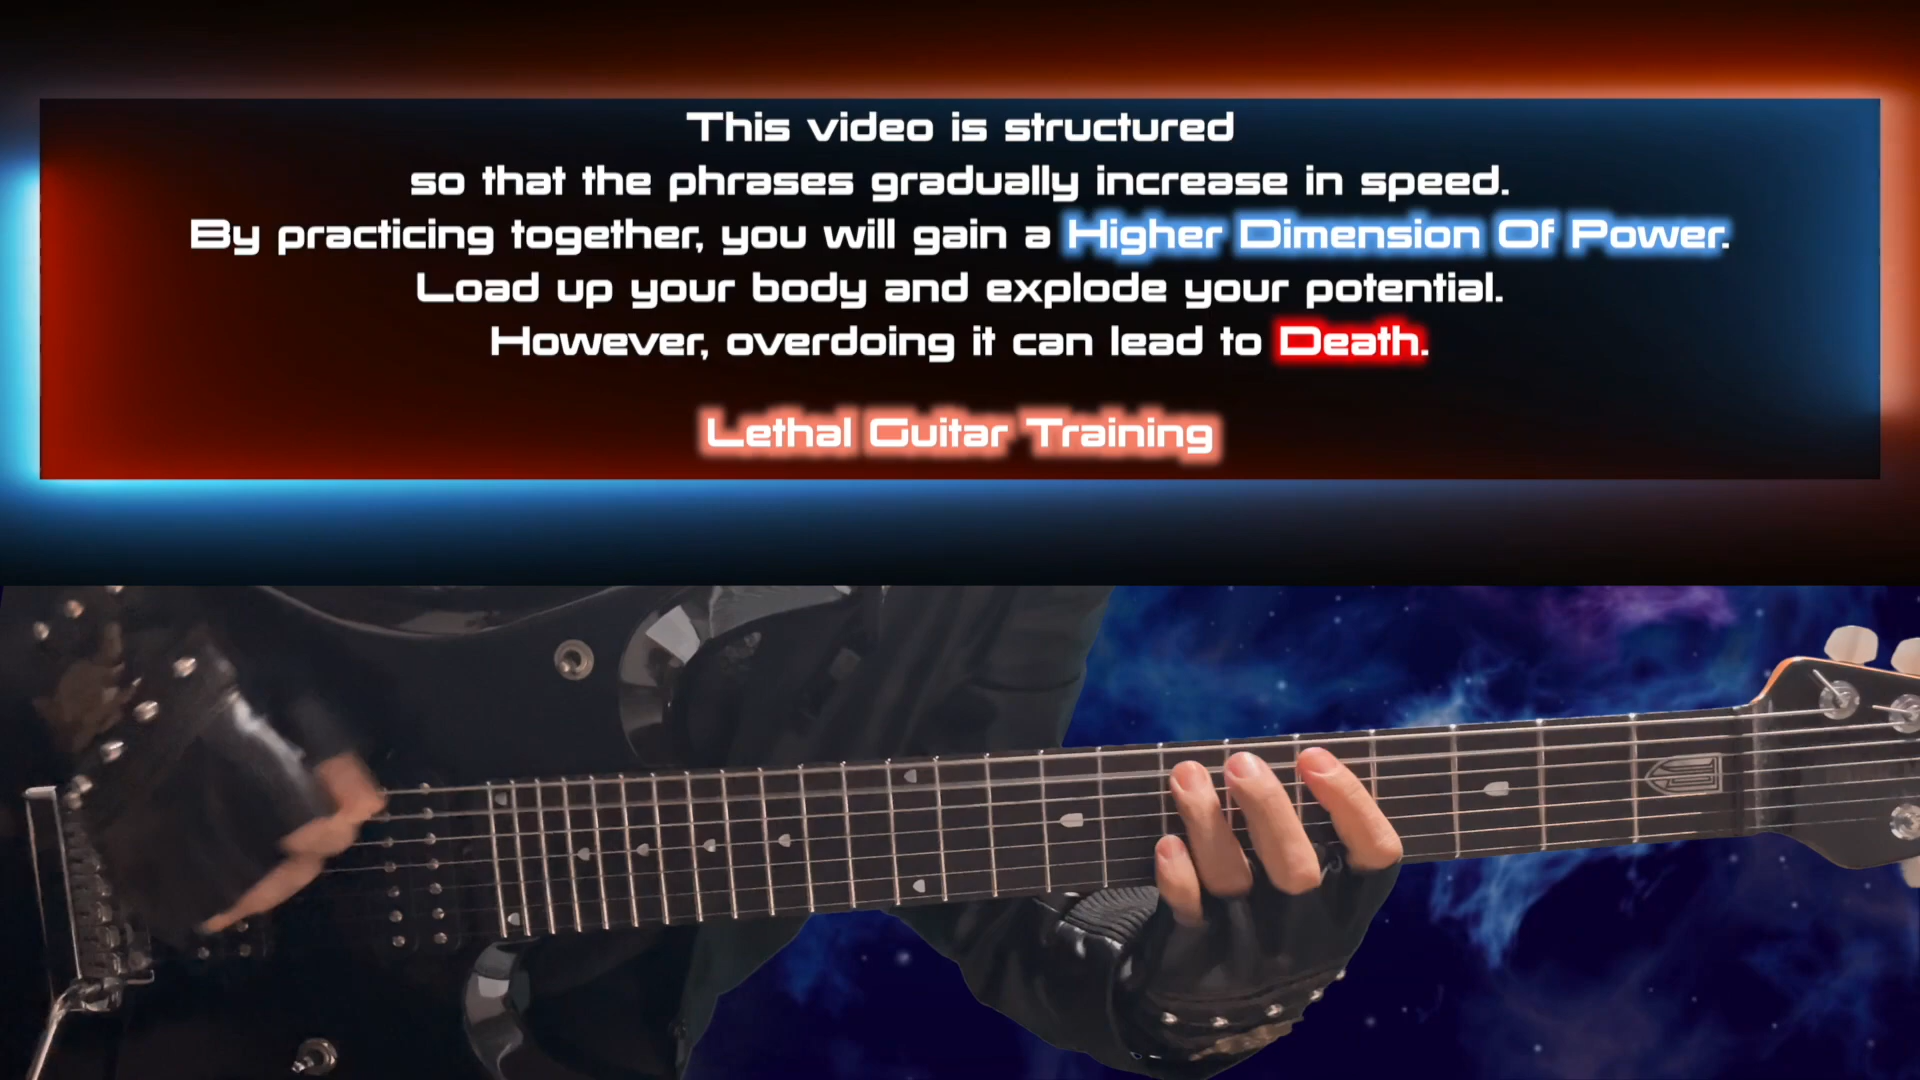 This video is structured
so that the phrases gradually increase in speed.
By practicing together, you will gain a Higher Dimension Of Power.
Load up your body and explode your potential.
However, overdoing it can lead to Death.
Lethal Guitar Training